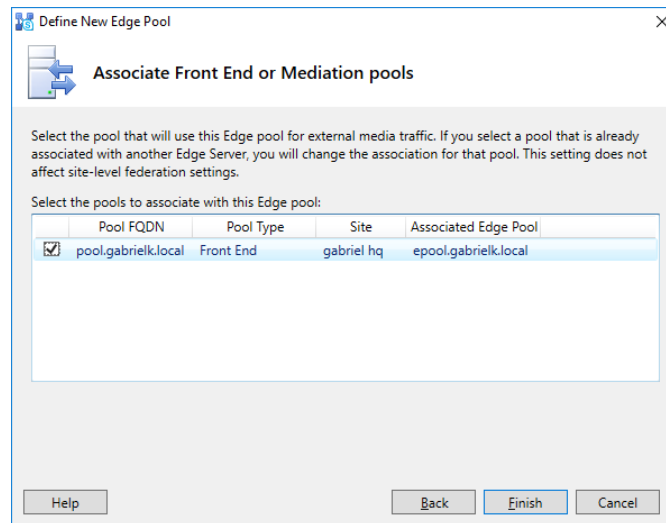 Define New Edge Pool
Associate Front End or Mediation pools
Select the pool that will use this Edge pool for external media traffic. If you select a pool that is already
associated with another Edge Server, you will change the association for that pool. This setting does not
affect site-level federation settings.
Select the pools to associate with this Edge pool:
Pool FQDN Pool Type Site Associated Edge Pool
pool.gabrielk.local Front End gabriel hq epool.gabrielk.local
Help Back Finish Cancel